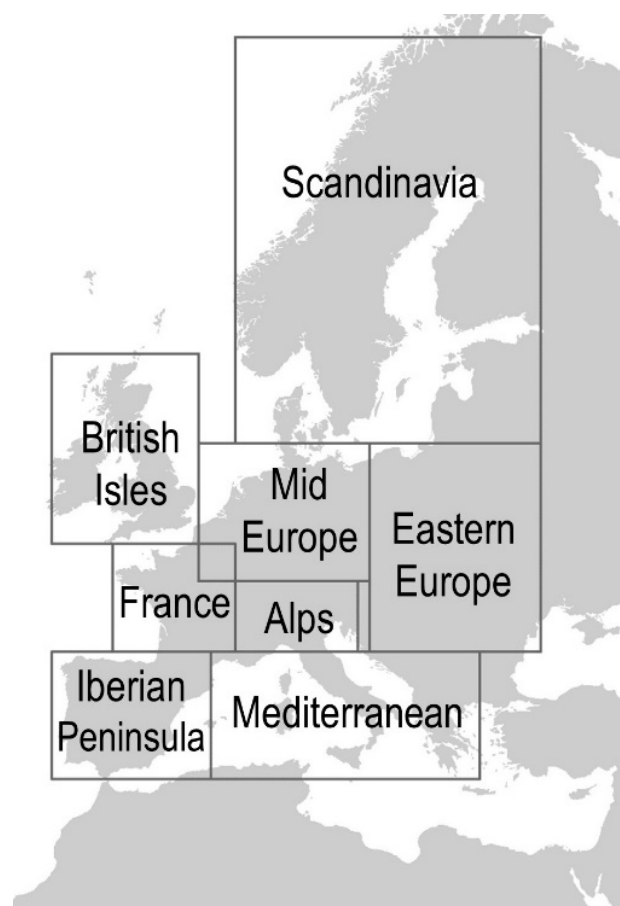 Scandinavia
British
Isles
Mid
Europe
Eastern
Europe
France
Alps
Iberian
Peninsula
Mediterranean